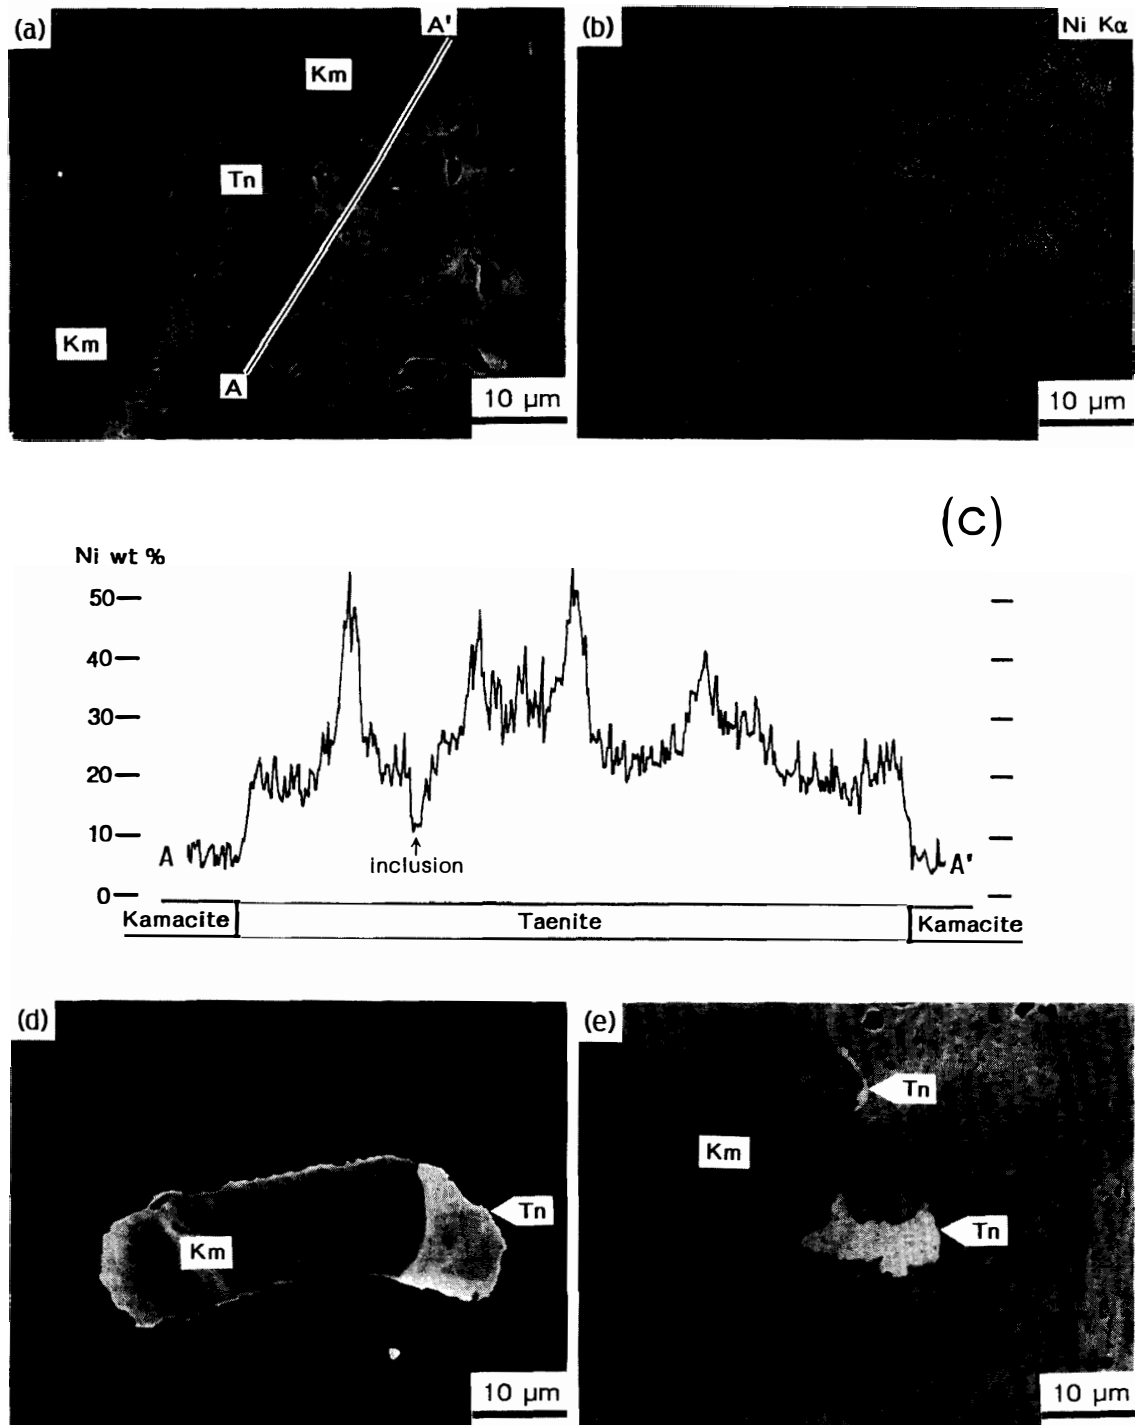 (a)
A'
Km
Tn
Km
A
10 µm
(b)
Ni Kα
10 µm
(C)
Ni wt %
50
40
30
20
10
0
A
inclusion
A'
Kamacite
Taenite
Kamacite
(d)
Tn
Km
10 µm
(e)
Tn
Km
Tn
10 µm